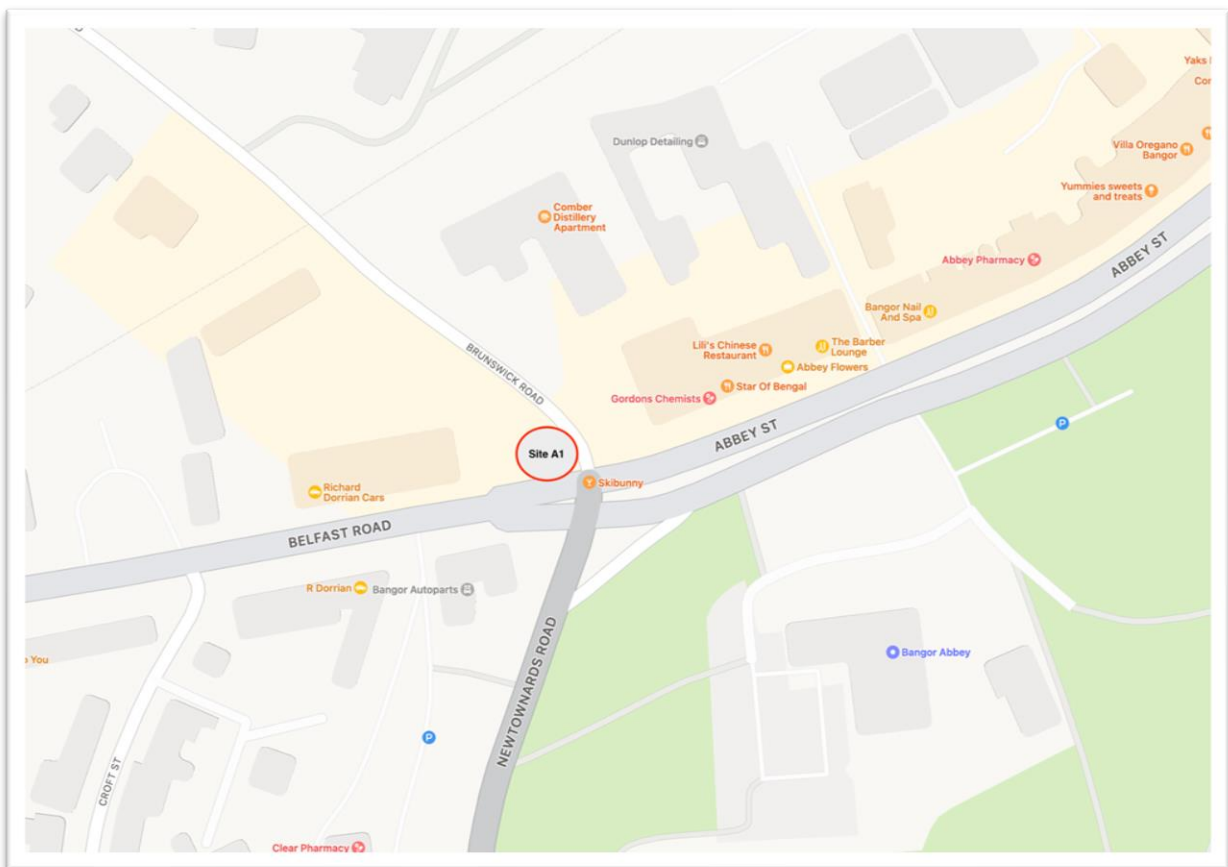 Yaks
Cor
Dunlop Detailing
Villa Oregano
Bangor
Yummies sweets
and treats
Comber
Distillery
Apartment
ABBEY ST
Abbey Pharmacy
Bangor Nail
And Spa
BRUNSWICK ROAD
Lili's Chinese
Restaurant
The Barber
Lounge
Abbey Flowers
Star Of Bengal
Gordons Chemists
ABBEY ST
Site A1
Skibunny
Richard
Dorrian Cars
BELFAST ROAD
R Dorrian
Bangor Autoparts
P
NEWTOWNARDS ROAD
Bangor Abbey
You
P
CROFT ST
Clear Pharmacy